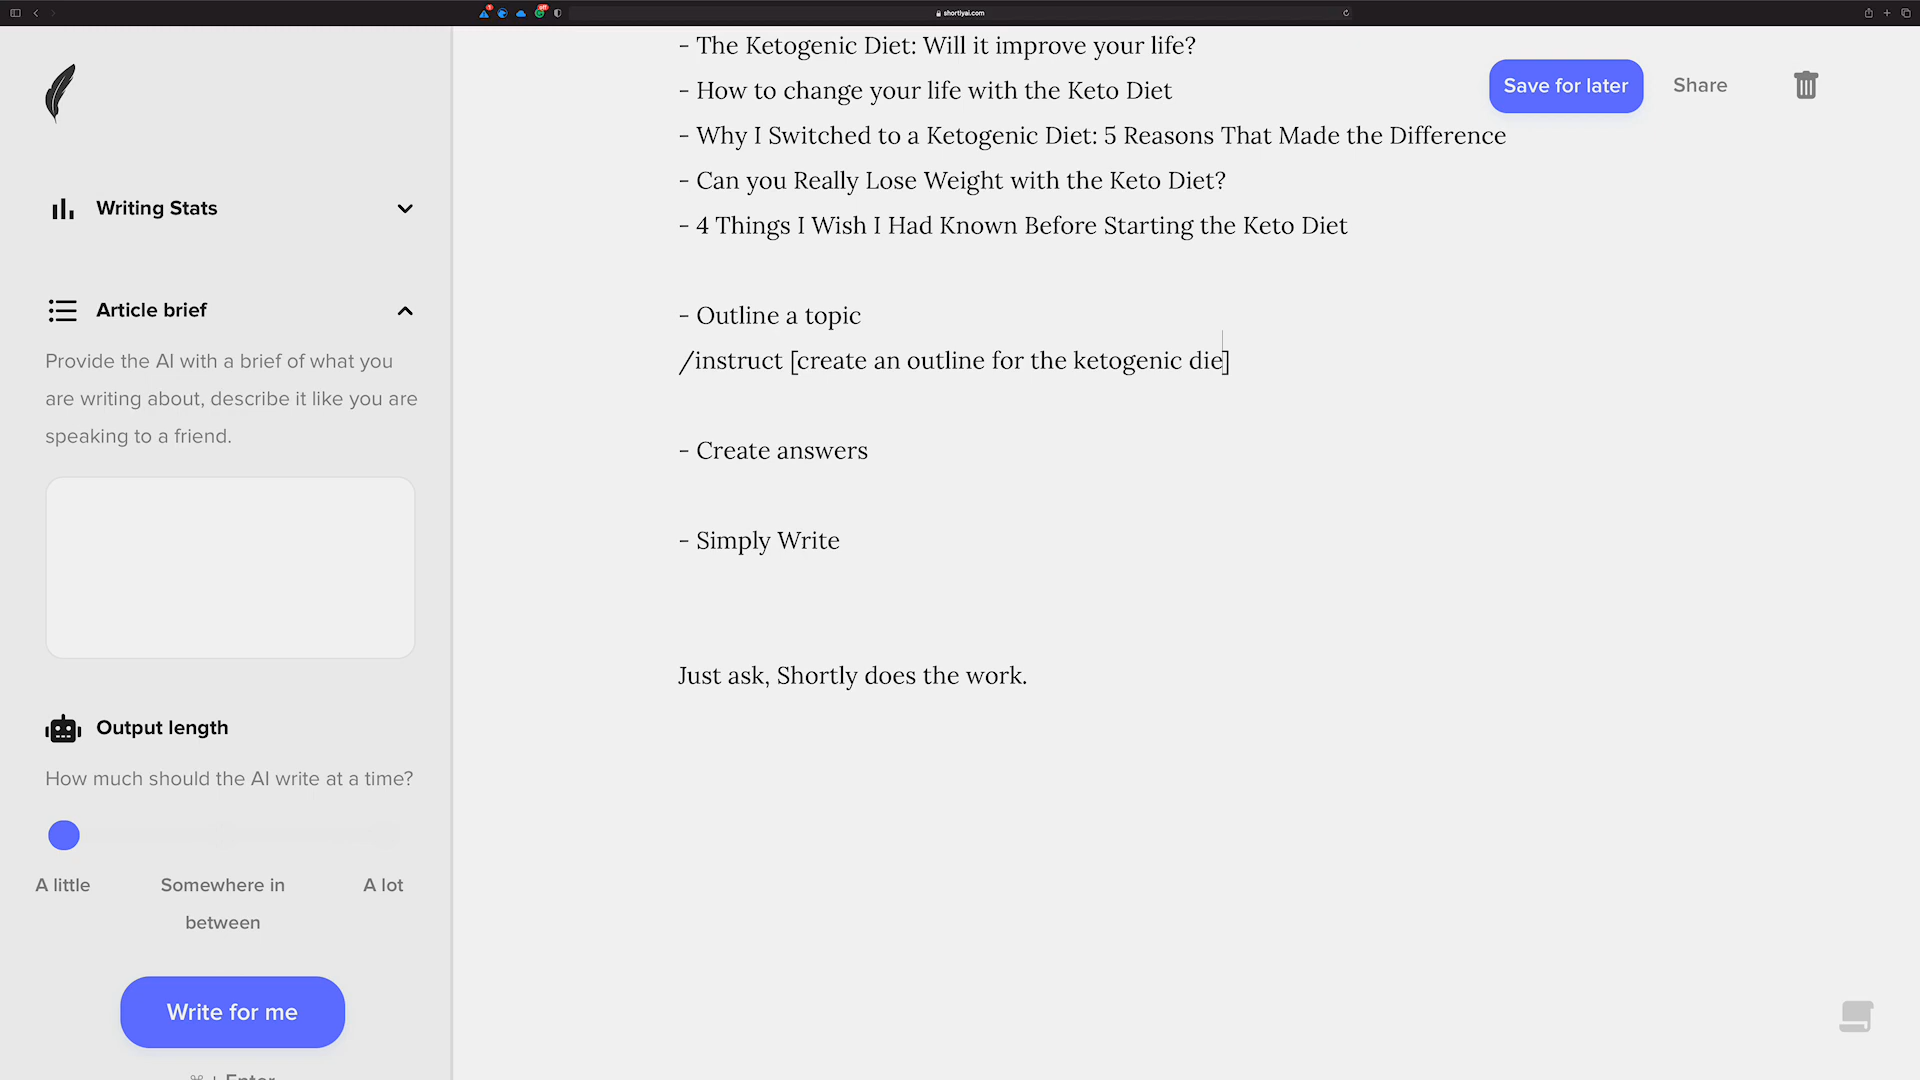 shortlyai.com
- The Ketogenic Diet: Will it improve your life?
- How to change your life with the Keto Diet
- Why I Switched to a Ketogenic Diet: 5 Reasons That Made the Difference
- Can you Really Lose Weight with the Keto Diet?
- 4 Things I Wish I Had Known Before Starting the Keto Diet
- Outline a topic
/instruct [create an outline for the ketogenic die]
- Create answers
- Simply Write
Just ask, Shortly does the work.
Save for later
Share
Writing Stats
Article brief
Provide the AI with a brief of what you
are writing about, describe it like you are
speaking to a friend.
Output length
How much should the AI write at a time?
A little
Somewhere in
between
A lot
Write for me
⌘ + Enter